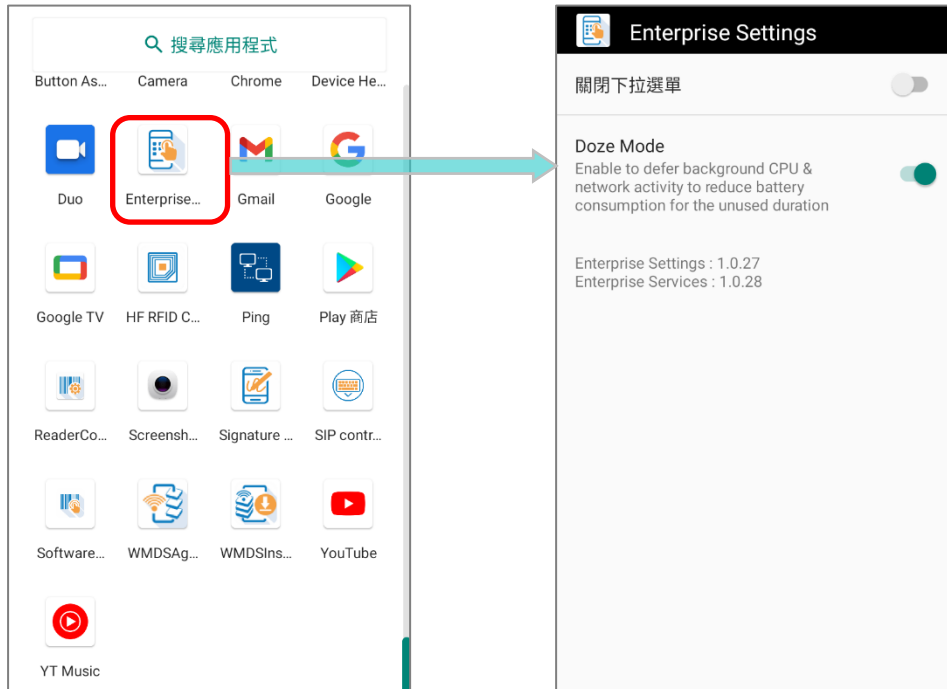 搜尋應用程式
Button As... Camera Chrome Device He...
Duo Enterprise... Gmail Google
Google TV HF RFID C... Ping Play 商店
ReaderCo... Screensh... Signature ... SIP contr...
Software... WMDSAg... WMDSIns... YouTube
YT Music
Enterprise Settings
關閉下拉選單
Doze Mode
Enable to defer background CPU &
network activity to reduce battery
consumption for the unused duration
Enterprise Settings : 1.0.27
Enterprise Services : 1.0.28